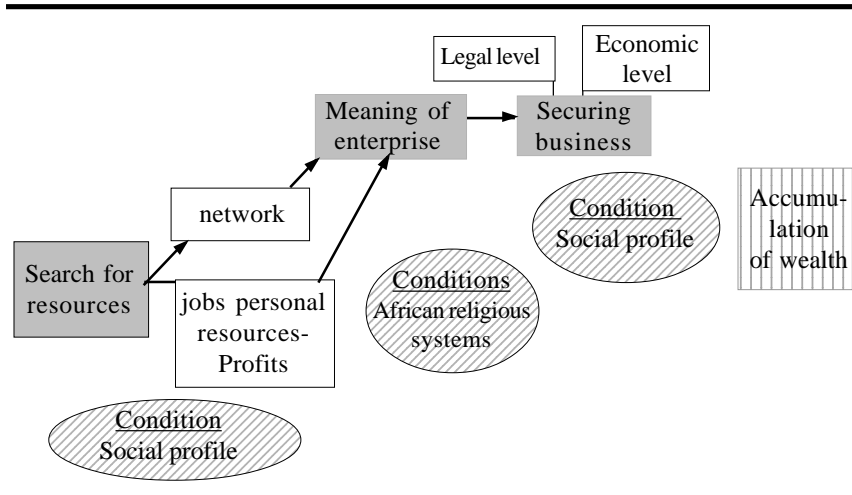 Legal level
Economic
level
Meaning of
enterprise
Securing
business
network
Condition
Social profile
Accumu-
lation
of wealth
Search for
resources
jobs personal
resources-
Profits
Conditions
African religious
systems
Condition
Social profile